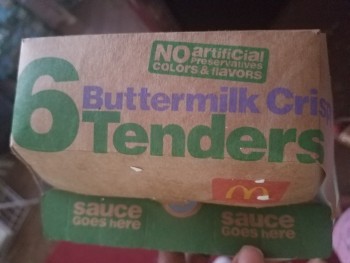 NO artificial
Preservatives
COLORS & flavors
6 Buttermilk Cris
Tenders
sauce
Goes Here
sauce
Goes Here